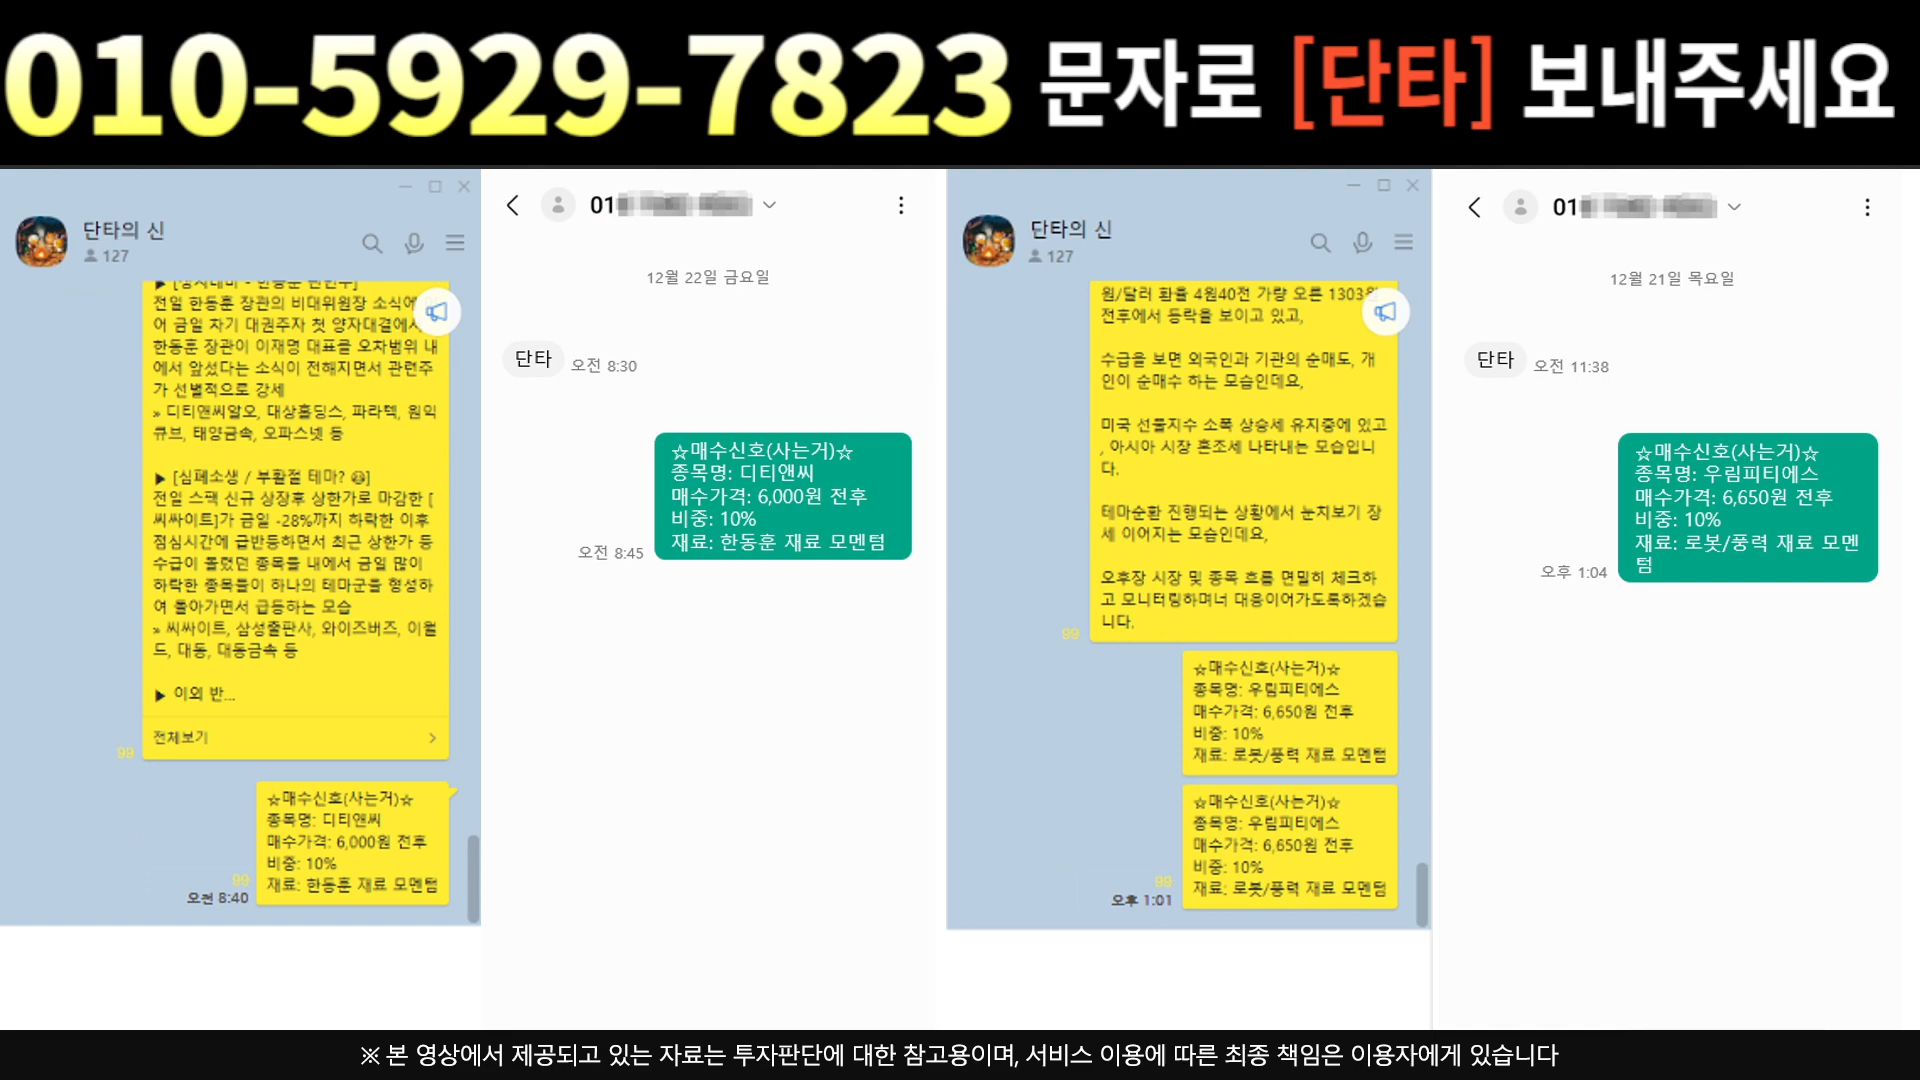 010-5929-7823 문자로 [단타] 보내주세요
단타의 신
127
전일 한동훈 장관의 비대위원장 소식에
어 금일 차기 대권주자 첫 양자대결에서
한동훈 장관이 이재명 대표를 오차범위 내
에서 앞섰다는 소식이 전해지면서 관련주
가 선별적으로 강세
» 디티앤씨알오, 대상홀딩스, 파라텍, 원익
큐브, 태양금속, 오파스넷 등
▶ [심폐소생 / 부활절 테마? 😆]
전일 스팩 신규 상장후 상한가로 마감한 [
씨싸이트]가 금일 -28%까지 하락한 이후
점심시간에 급반등하면서 최근 상한가 등
수급이 몰렸던 종목들 내에서 금일 많이
하락한 종목들이 하나의 테마군을 형성하
여 돌아가면서 급등하는 모습
» 씨싸이트, 삼성출판사, 와이즈버즈, 이월
드, 대동, 대동금속 등
▶ 이외 반...
전체보기
99
☆매수신호(사는거)☆
종목명: 디티앤씨
매수가격: 6,000원 전후
비중: 10%
재료: 한동훈 재료 모멘텀
99
오전 8:40
01
12월 22일 금요일
단타
오전 8:30
☆매수신호(사는거)☆
종목명: 디티앤씨
매수가격: 6,000원 전후
비중: 10%
재료: 한동훈 재료 모멘텀
오전 8:45
단타의 신
127
원/달러 환율 4원40전 가량 오른 1303원
전후에서 등락을 보이고 있고,
수급을 보면 외국인과 기관의 순매도, 개
인이 순매수 하는 모습인데요,
미국 선물지수 소폭 상승세 유지중에 있고
, 아시아 시장 혼조세 나타내는 모습입니
다.
테마순환 진행되는 상황에서 눈치보기 장
세 이어지는 모습인데요,
오후장 시장 및 종목 흐름 면밀히 체크하
고 모니터링하며너 대응이어가도록하겠습
니다.
99
☆매수신호(사는거)☆
종목명: 우림피티에스
매수가격: 6,650원 전후
비중: 10%
재료: 로봇/풍력 재료 모멘텀
☆매수신호(사는거)☆
종목명: 우림피티에스
매수가격: 6,650원 전후
비중: 10%
재료: 로봇/풍력 재료 모멘텀
99
오후 1:01
01
12월 21일 목요일
단타
오전 11:38
☆매수신호(사는거)☆
종목명: 우림피티에스
매수가격: 6,650원 전후
비중: 10%
재료: 로봇/풍력 재료 모멘
텀
오후 1:04
※ 본 영상에서 제공되고 있는 자료는 투자판단에 대한 참고용이며, 서비스 이용에 따른 최종 책임은 이용자에게 있습니다